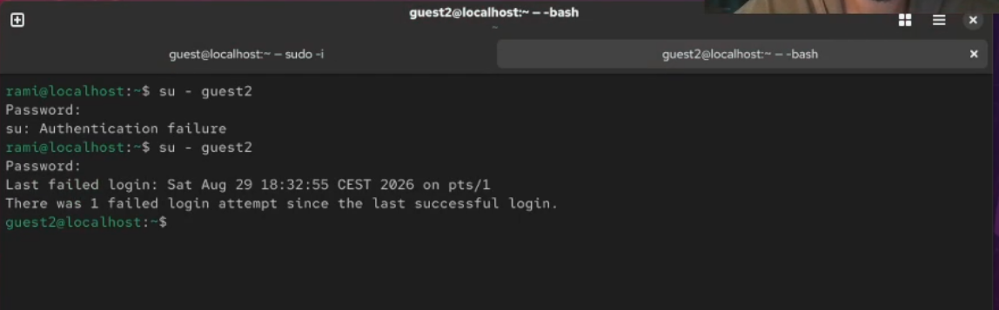 guest2@localhost:~ — -bash
~
guest@localhost:~ — sudo -i
guest2@localhost:~ — -bash
rami@localhost:~$ su - guest2
Password:
su: Authentication failure
rami@localhost:~$ su - guest2
Password:
Last failed login: Sat Aug 29 18:32:55 CEST 2026 on pts/1
There was 1 failed login attempt since the last successful login.
guest2@localhost:~$